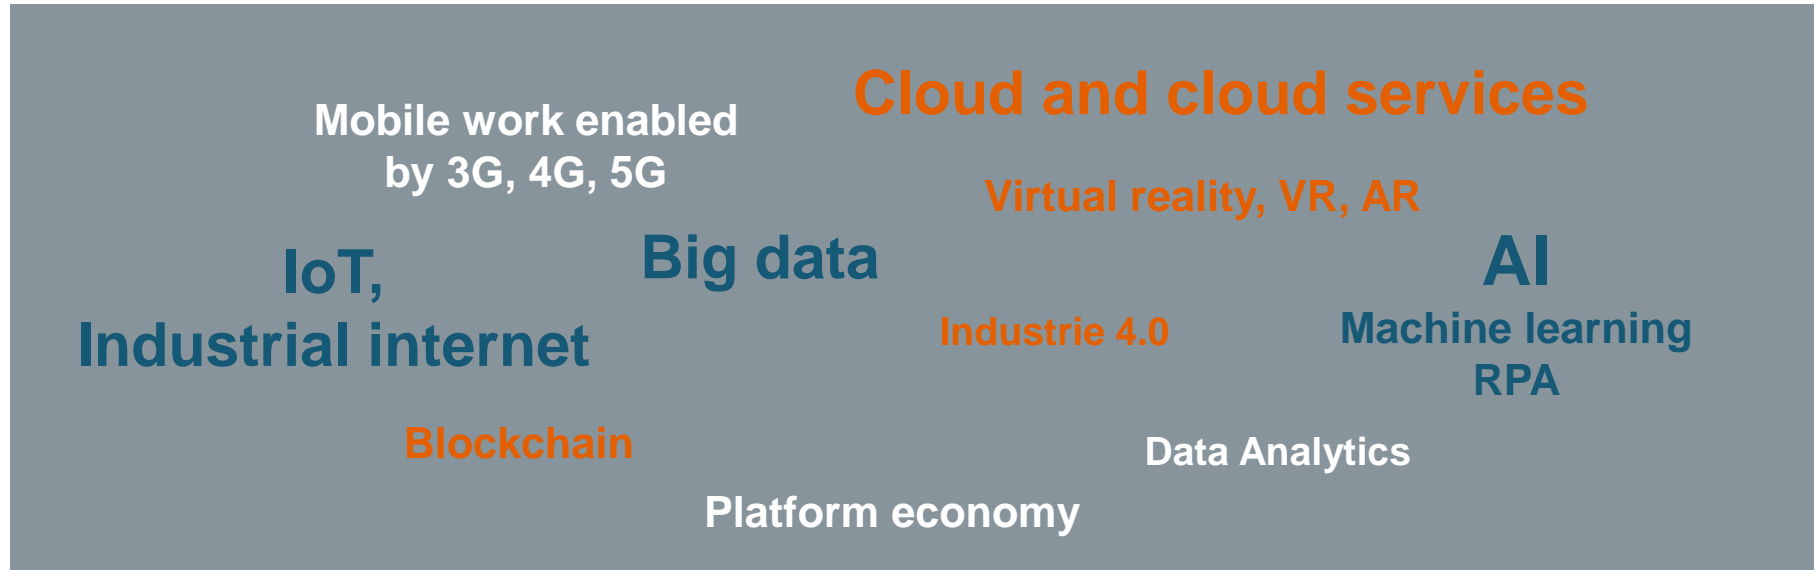 Cloud and cloud services
Mobile work enabled
by 3G, 4G, 5G
Virtual reality, VR, AR
IoT,
Industrial internet
Big data
AI
Machine learning
RPA
Industrie 4.0
Blockchain
Data Analytics
Platform economy